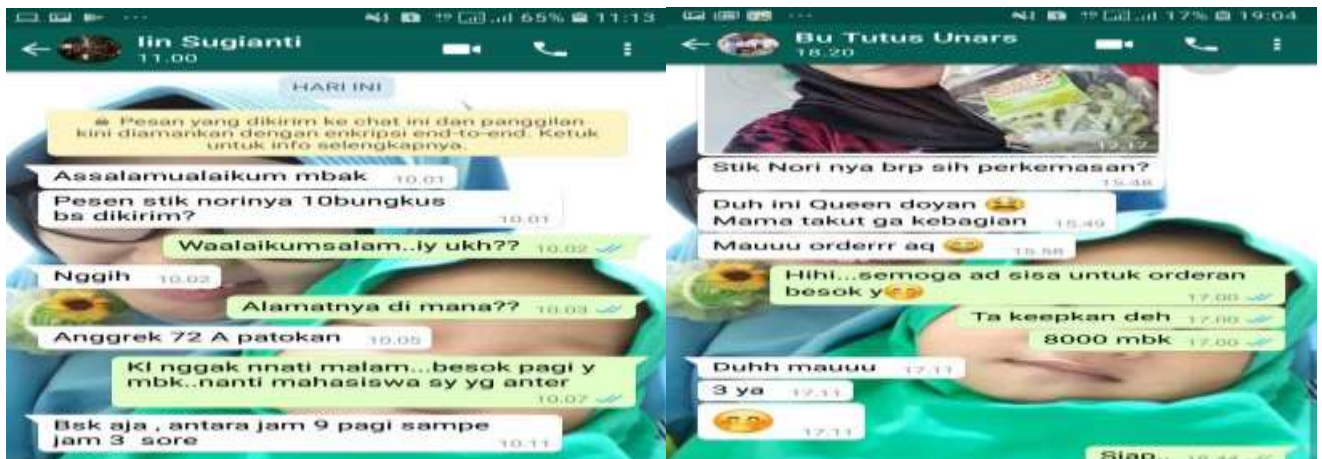 65% 11:13
Iin Sugianti
11.00
HARI INI
Pesan yang dikirim ke chat ini dan panggilan
kini diamankan dengan enkripsi end-to-end. Ketuk
untuk info selengkapnya.
Assalamualaikum mbak 10.01
Pesen stik norinya 10bungkus
bs dikirim? 10.01
Waalaikumsalam..iy ukh?? 10.02
Nggih 10.02
Alamatnya di mana?? 10.03
Anggrek 72 A patokan 10.05
Kl nggak nnati malam...besok pagi y
mbk..nanti mahasiswa sy yg anter
10.07
Bsk aja , antara jam 9 pagi sampe
jam 3 sore 10.11
17% 19:04
Bu Tutus Unars
18.20
Stik Nori nya brp sih perkemasan?
15.48
Duh ini Queen doyan
Mama takut ga kebagian 15.49
Mauuu orderrr aq 15.58
Hihi...semoga ad sisa untuk orderan
besok y
17.00
Ta keepkan deh 17.00
8000 mbk 17.00
Duhh mauuu 17.11
3 ya 17.11
17.11
Siap..